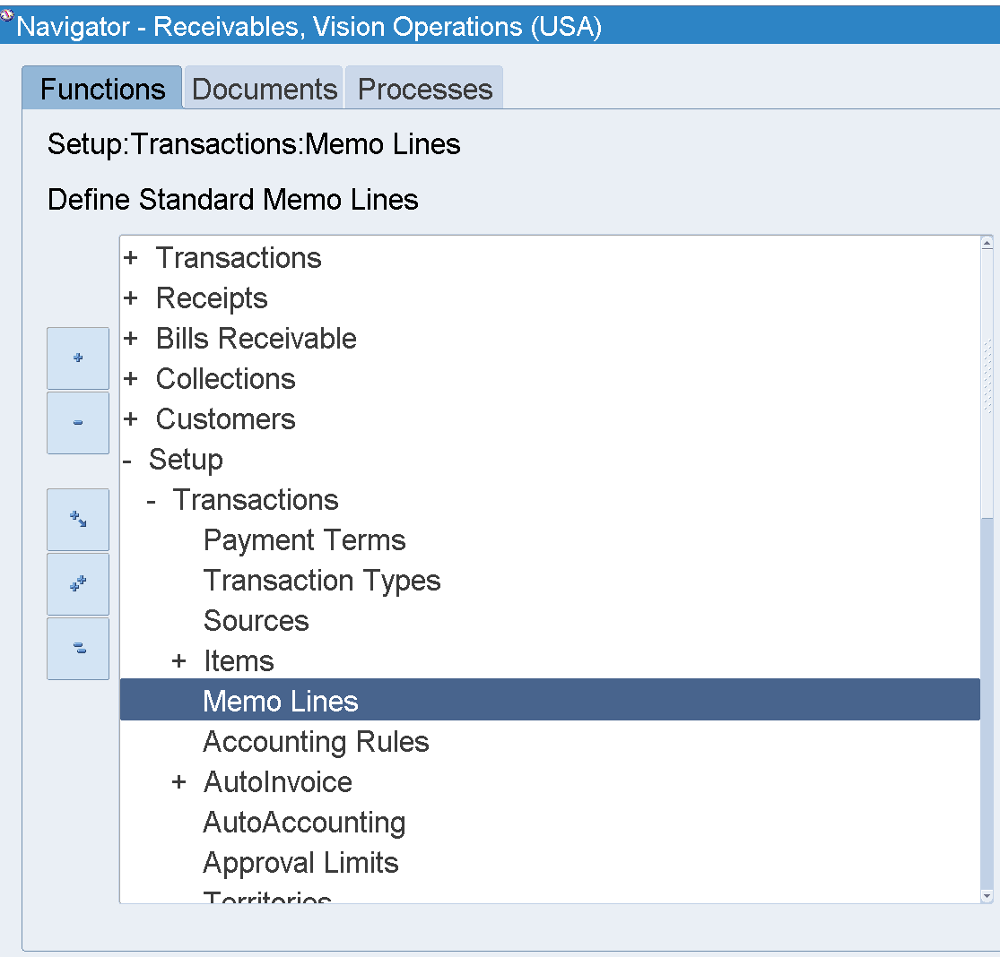 Navigator - Receivables, Vision Operations (USA)
Functions Documents Processes
Setup:Transactions:Memo Lines
Define Standard Memo Lines
+ Transactions
+ Receipts
+ Bills Receivable
+ Collections
+ Customers
- Setup
- Transactions
Payment Terms
Transaction Types
Sources
+ Items
Memo Lines
Accounting Rules
+ AutoInvoice
AutoAccounting
Approval Limits
Territories